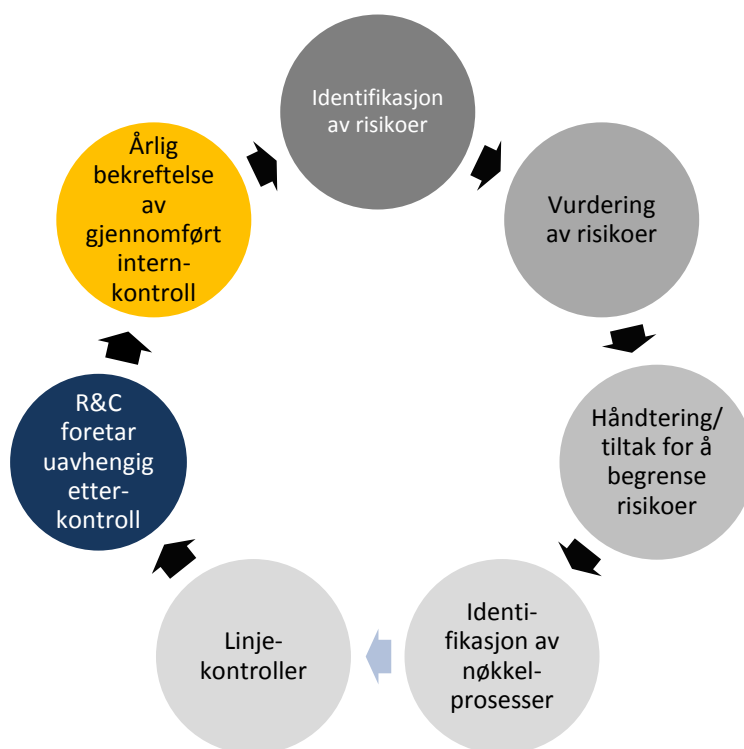 Identifikasjon
av risikoer
Vurdering
av risikoer
Håndtering/
tiltak for å
begrense
risikoer
Identi-
fikasjon av
nøkkel-
prosesser
Linje-
kontroller
R&C
foretar
uavhengig
etter-
kontroll
Årlig
bekreftelse
av
gjennomført
intern-
kontroll